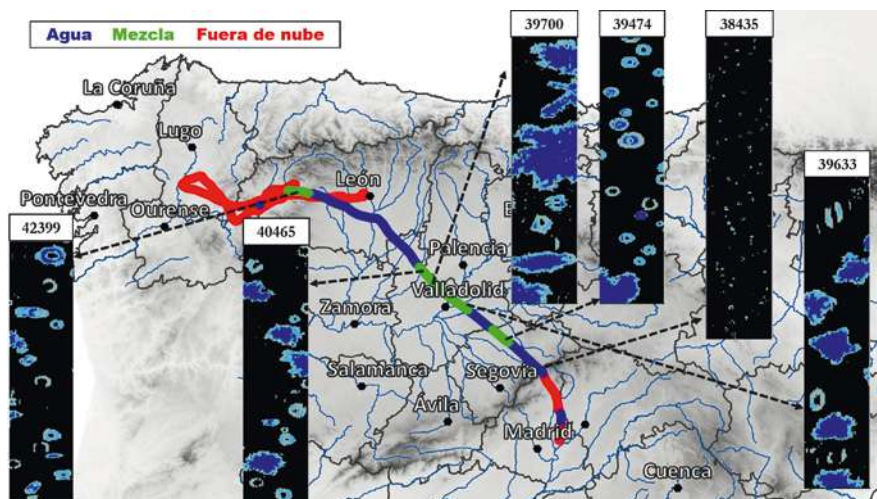 Agua Mezcla Fuera de nube
39700
39474
38435
La Coruña
Lugo
39633
León
Pontevedra
Ourense
42399
40465
Palencia
Valladolid
Zamora
Salamanca
Segovia
Ávila
Madrid
Cuenca